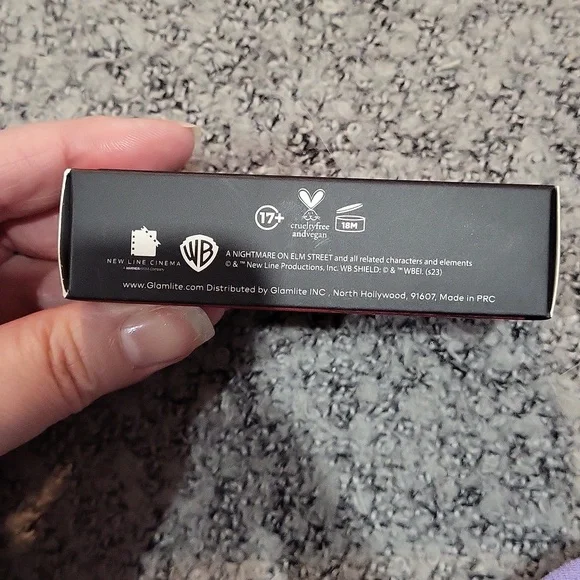 17+
crueltyfree
andvegan
18M
NEW LINE CINEMA
WB
A NIGHTMARE ON ELM STREET and all related characters and elements
© & ™ New Line Productions, Inc. WB SHIELD: © & ™ WBEI. (s23)
www.Glamlite.com Distributed by Glamlite INC , North Hollywood, 91607, Made in PRC